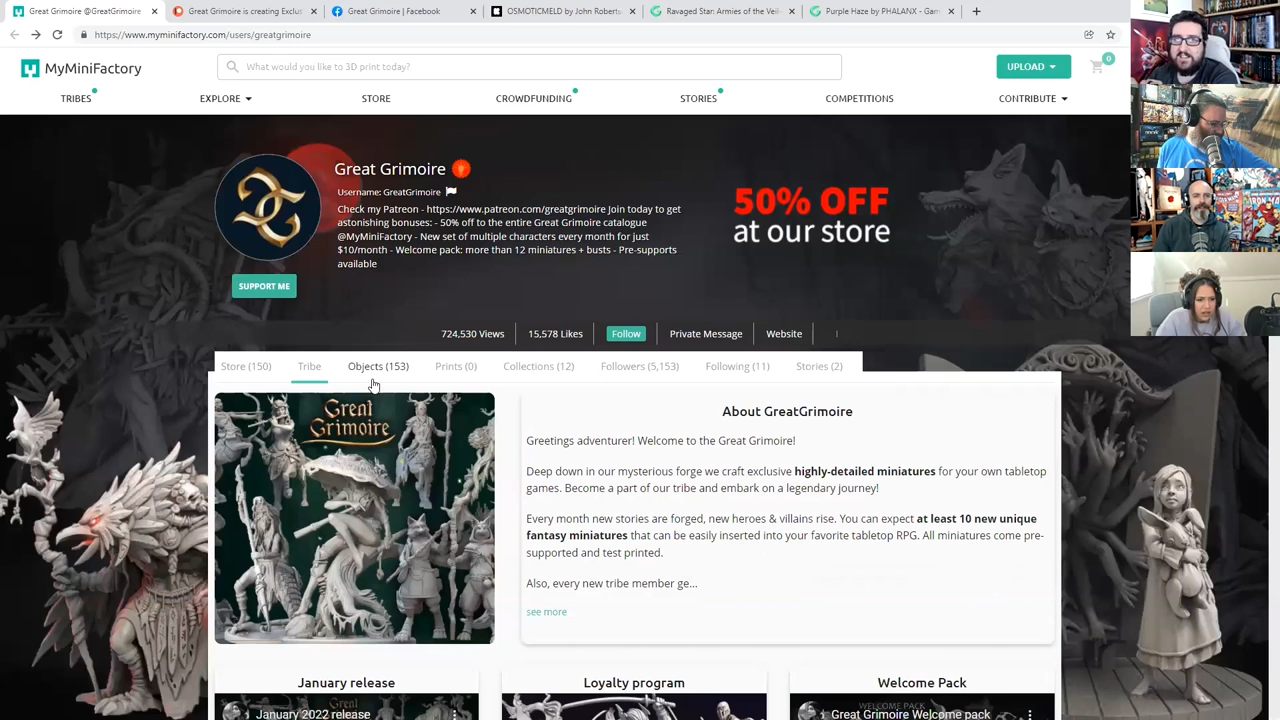 Great Grimoire @GreatGrimoire
Great Grimoire is creating Exclus
Great Grimoire | Facebook
OSMOTICMELD by John Roberts-
Ravaged Star: Armies of the Veil-
Purple Haze by PHALANX - Gam
https://www.myminifactory.com/users/greatgrimoire
MyMiniFactory
What would you like to 3D print today?
UPLOAD
0
TRIBES
EXPLORE
STORE
CROWDFUNDING
STORIES
COMPETITIONS
CONTRIBUTE
Great Grimoire
Username: GreatGrimoire
Check my Patreon - https://www.patreon.com/greatgrimoire Join today to get
astonishing bonuses: - 50% off to the entire Great Grimoire catalogue
@MyMiniFactory - New set of multiple characters every month for just
$10/month - Welcome pack: more than 12 miniatures + busts - Pre-supports
available
SUPPORT ME
50% OFF
at our store
724,530 Views
15,578 Likes
Follow
Private Message
Website
Store (150)
Tribe
Objects (153)
Prints (0)
Collections (12)
Followers (5,153)
Following (11)
Stories (2)
Great
Grimoire
About GreatGrimoire
Greetings adventurer! Welcome to the Great Grimoire!
Deep down in our mysterious forge we craft exclusive highly-detailed miniatures for your own tabletop
games. Become a part of our tribe and embark on a legendary journey!
Every month new stories are forged, new heroes & villains rise. You can expect at least 10 new unique
fantasy miniatures that can be easily inserted into your favorite tabletop RPG. All miniatures come pre-
supported and test printed.
Also, every new tribe member ge...
see more
January release
Loyalty program
Welcome Pack
January 2022 release
WELCOME PACK
Great Grimoire Welcome pack